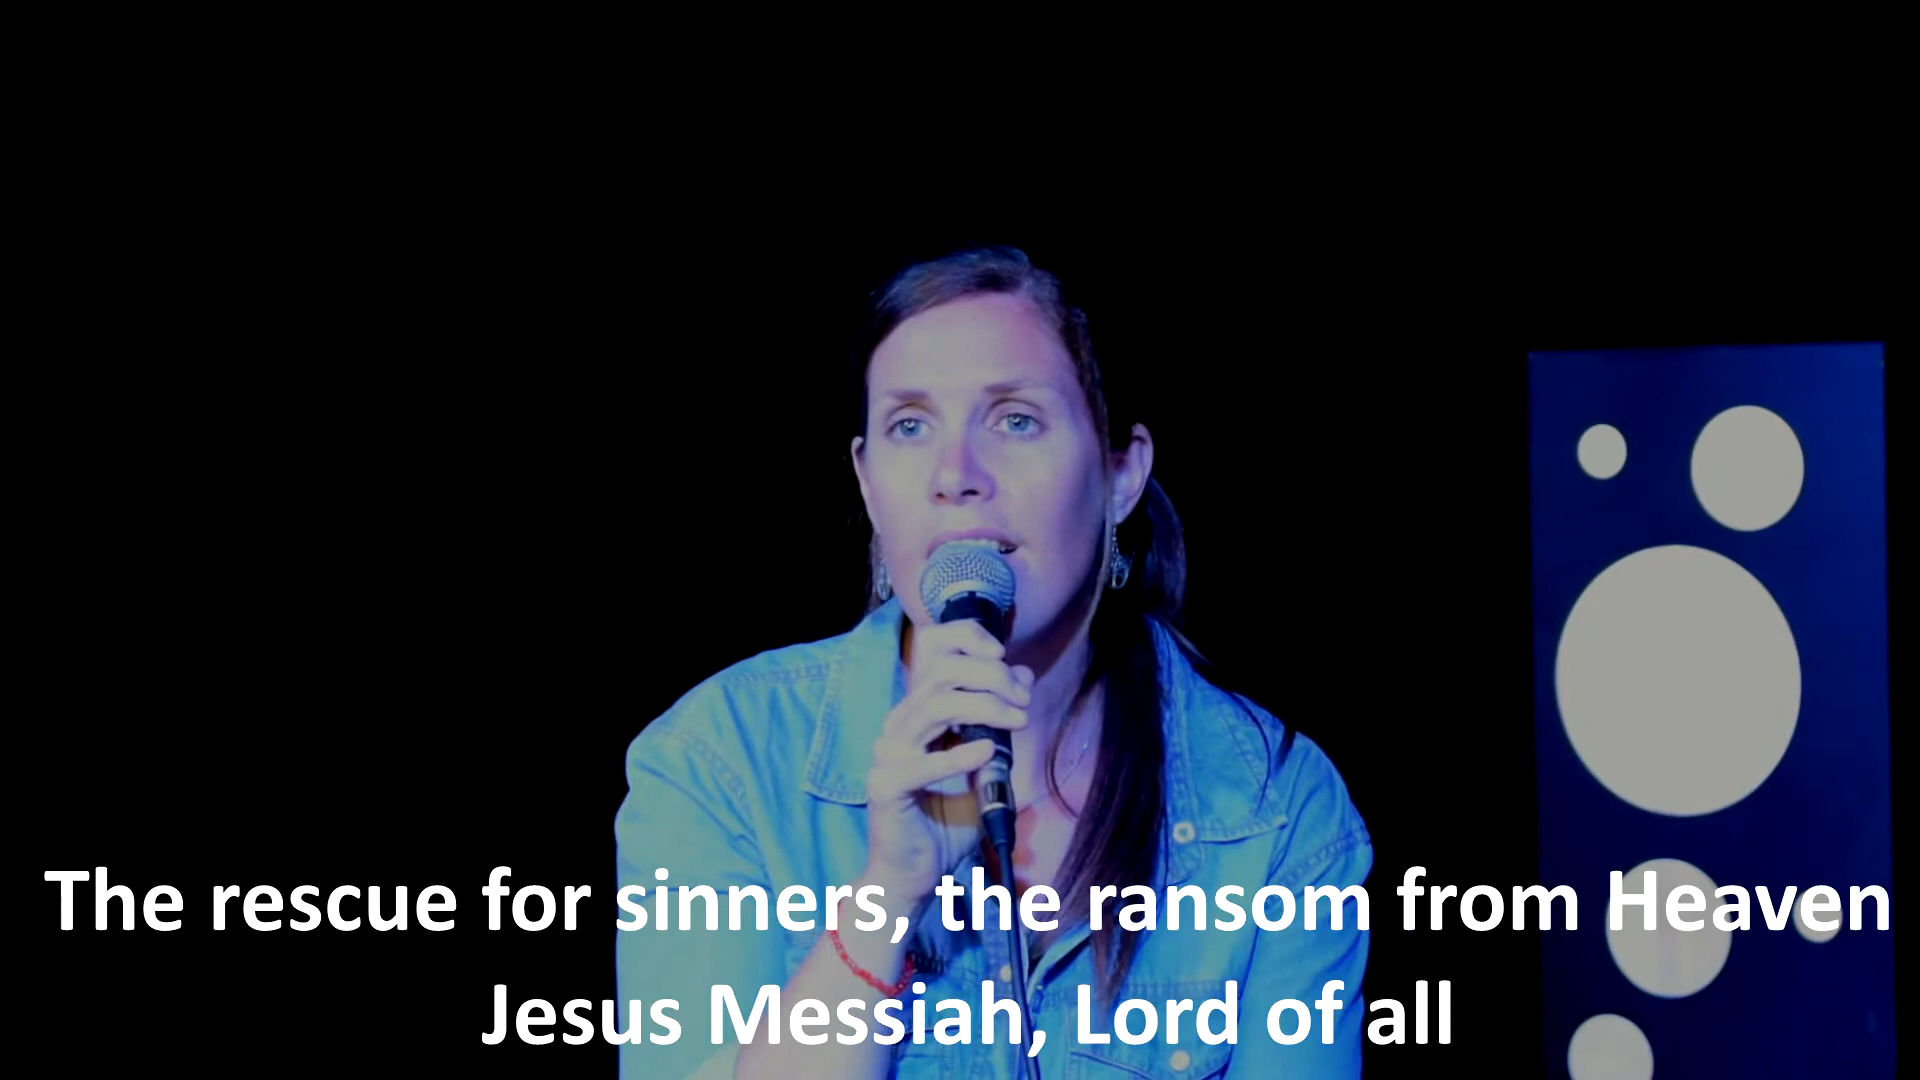 The rescue for sinners, the ransom from Heaven
Jesus Messiah, Lord of all